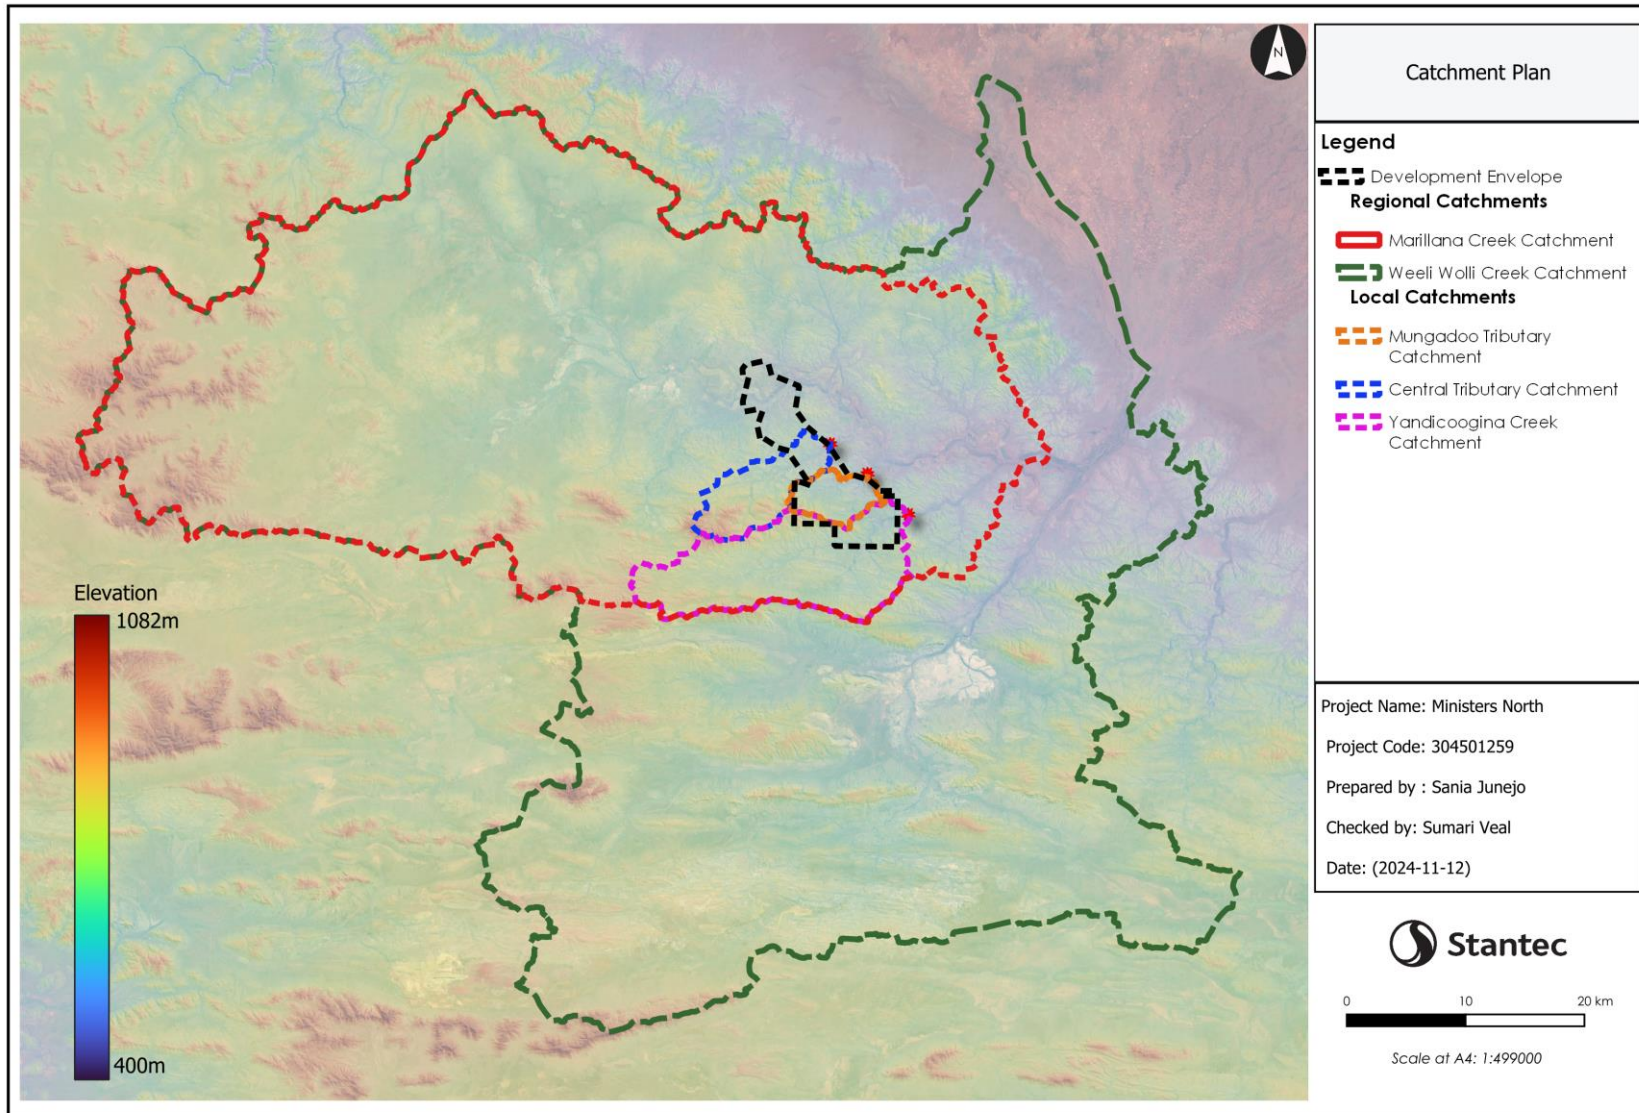 N
Catchment Plan
Legend
Development Envelope
Regional Catchments
Marillana Creek Catchment
Weeli Wolli Creek Catchment
Local Catchments
Mungadoo Tributary
Catchment
Central Tributary Catchment
Yandicoogina Creek
Catchment
Elevation
1082m
400m
Project Name: Ministers North
Project Code: 304501259
Prepared by : Sania Junejo
Checked by: Sumari Veal
Date: (2024-11-12)
Stantec
0 10 20 km
Scale at A4: 1:499000